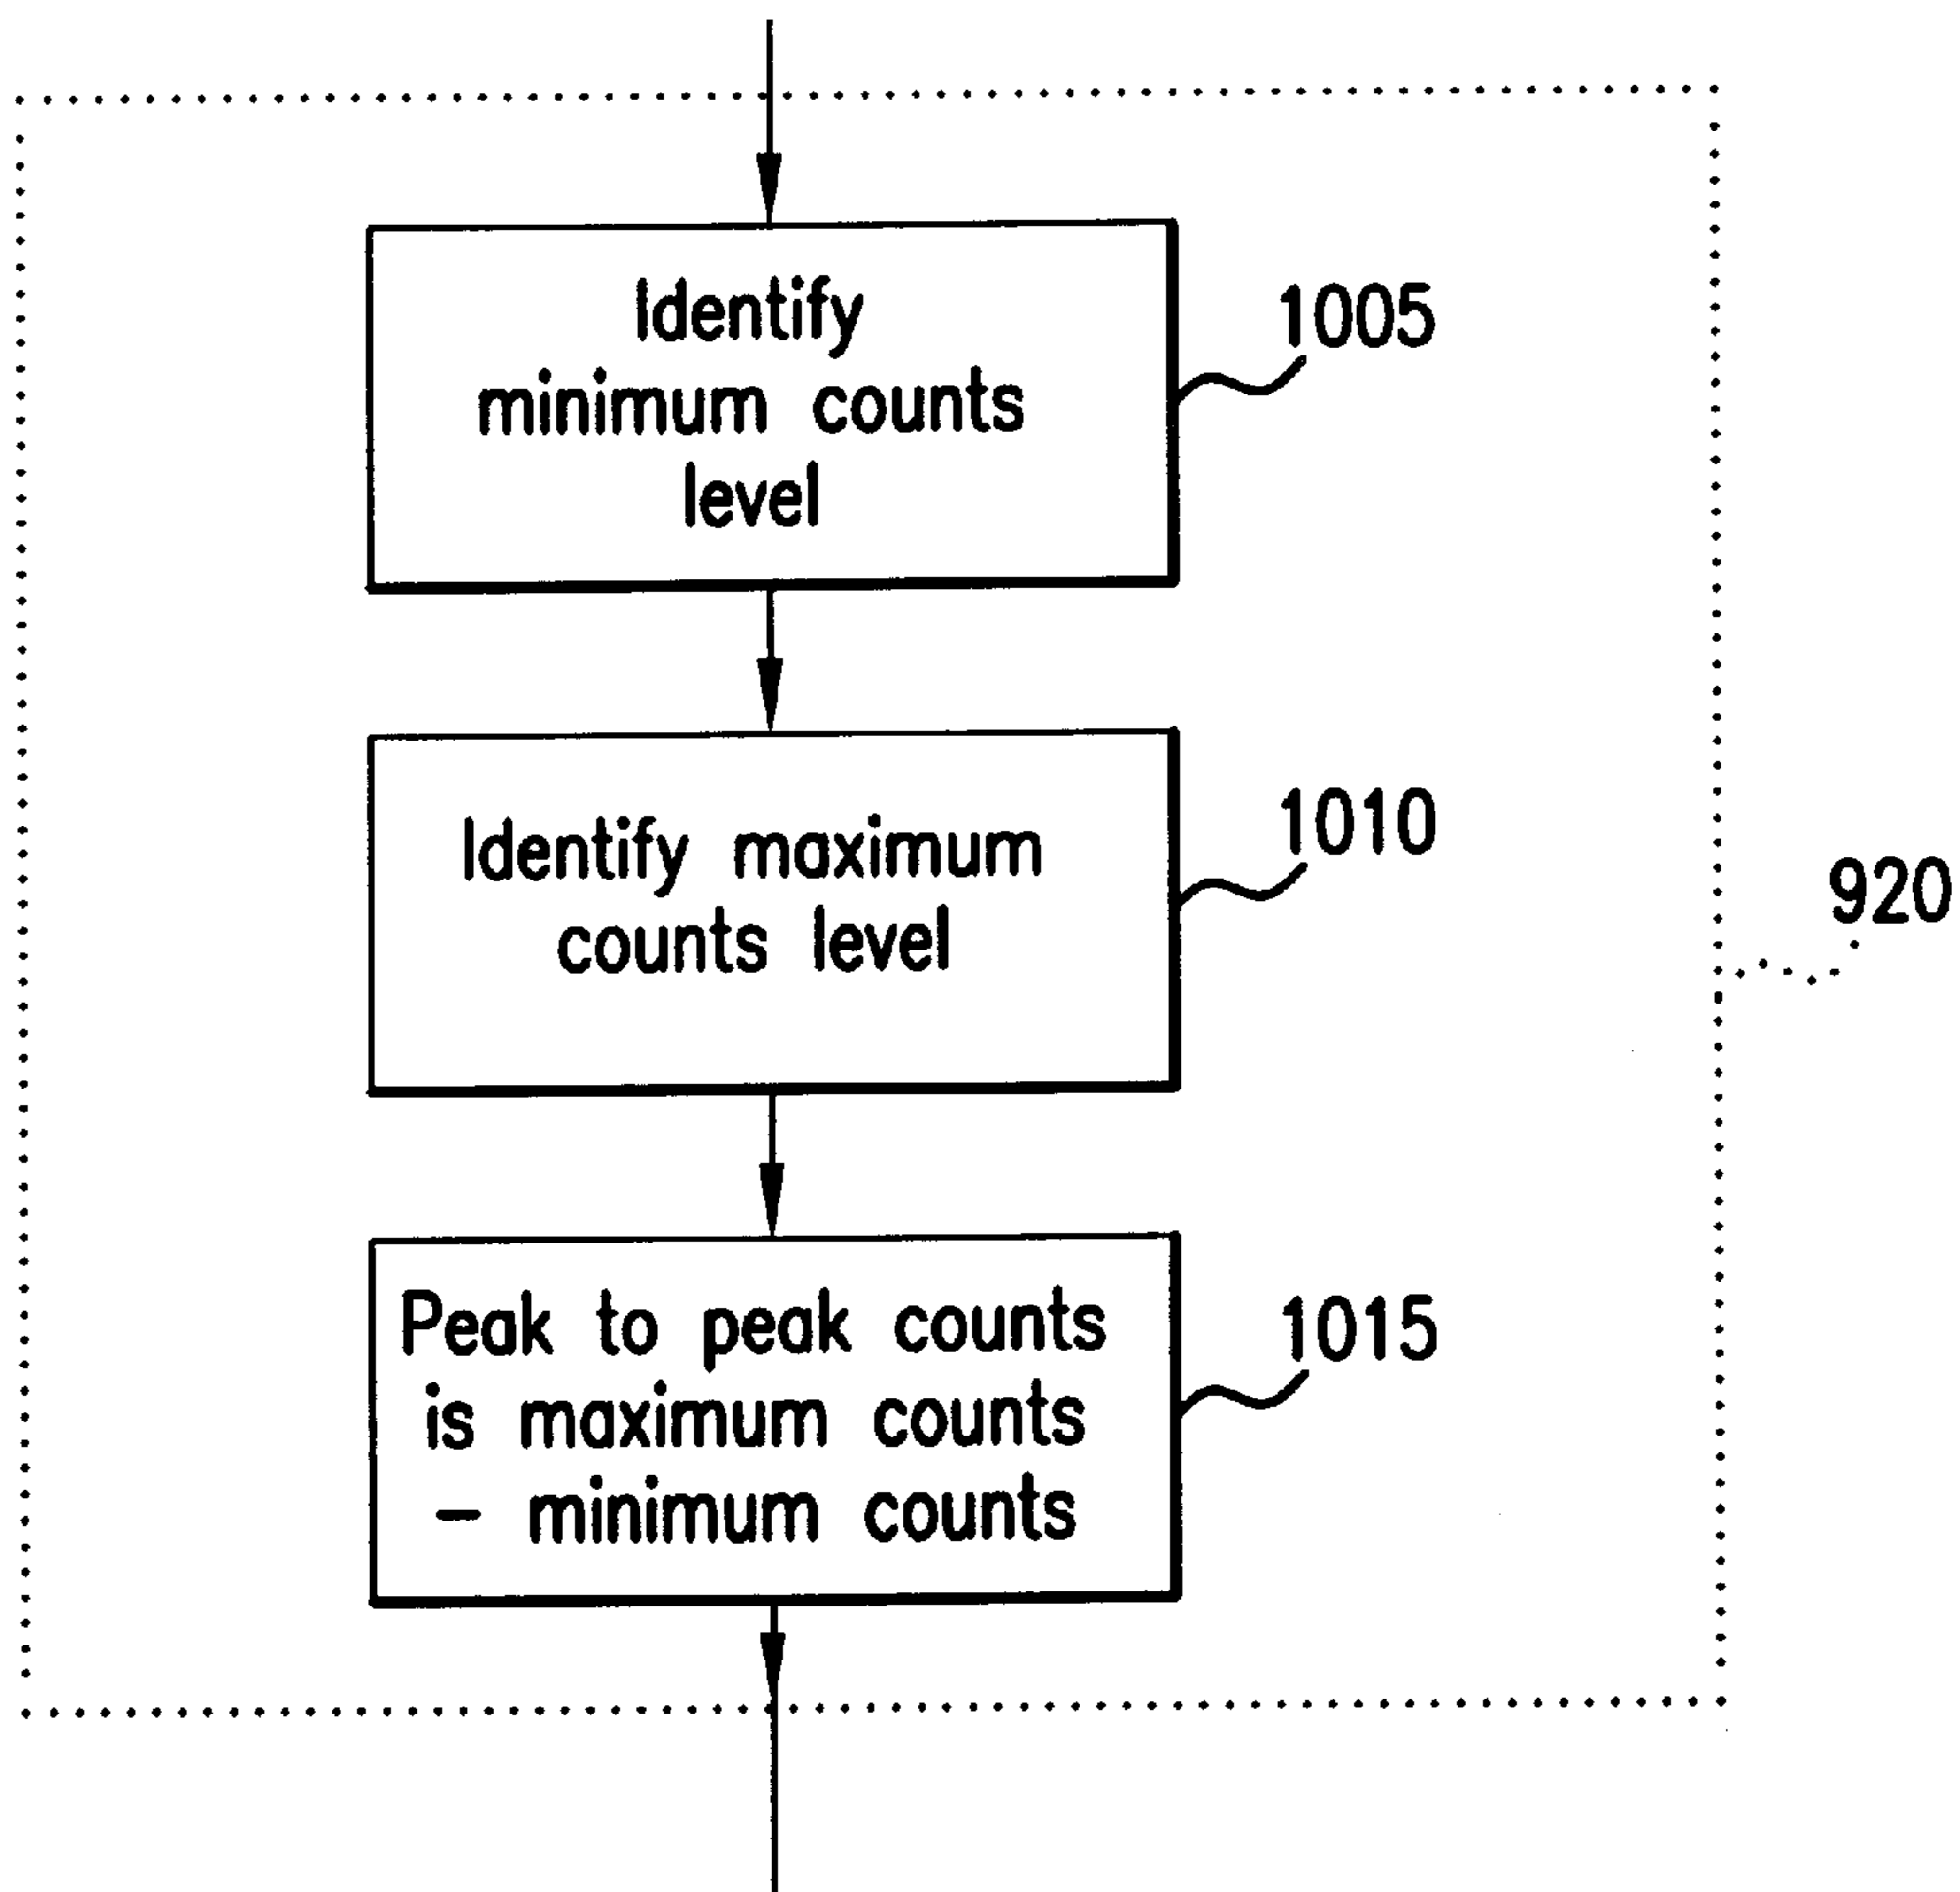 Identify
minimum counts
level
1005
Identify maximum
counts level
1010
920
Peak to peak counts
is maximum counts
— minimum counts
1015